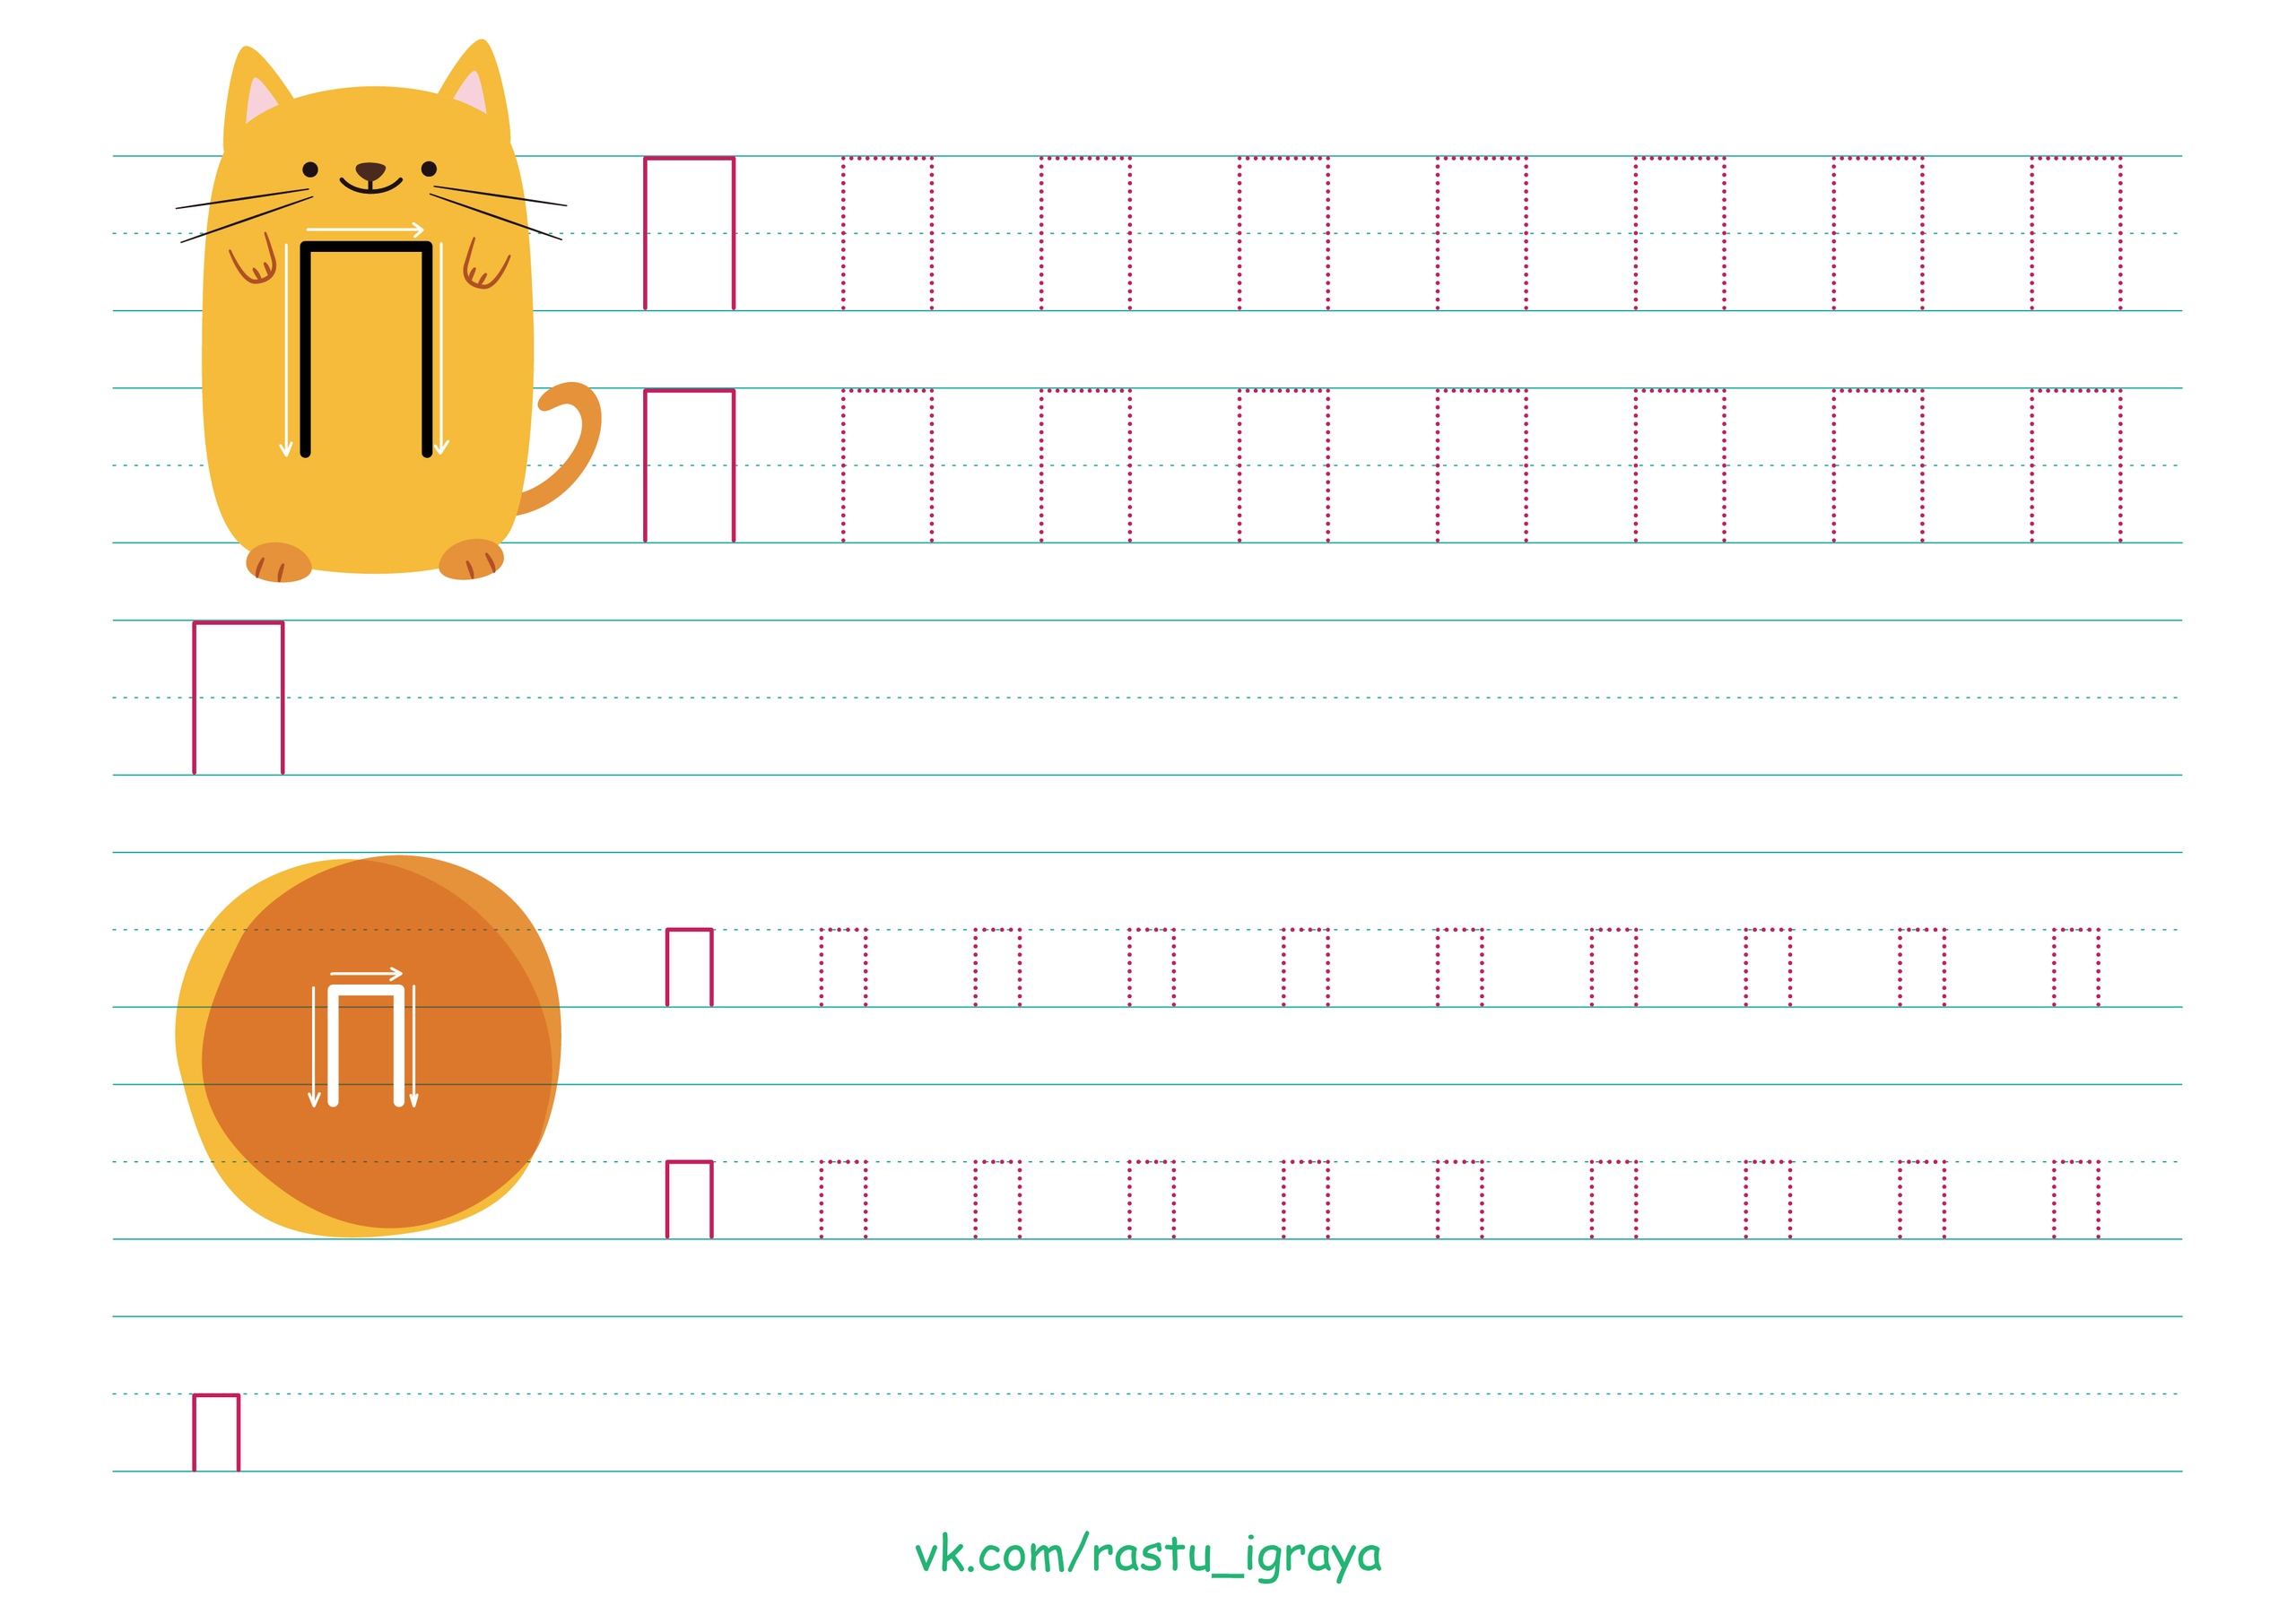 П П П П П П П П П
П П П П П П П П
П
п п п п п п п п п п п
п п п п п п п п п п
п
vk.com/rastu_igraya